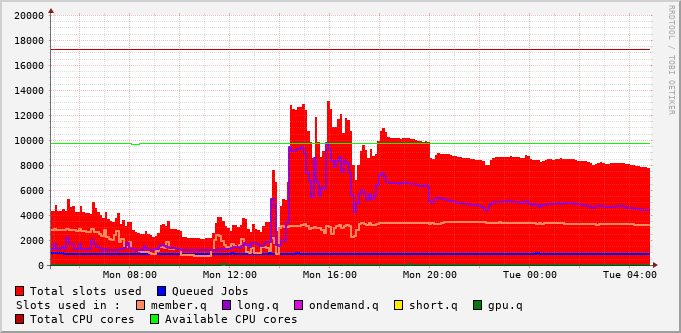 RRDTOOL / TOBI OETIKER
20000
18000
16000
14000
12000
10000
8000
6000
4000
2000
0
Mon 08:00 Mon 12:00 Mon 16:00 Mon 20:00 Tue 00:00 Tue 04:00
Total slots used Queued Jobs
Slots used in : member.q long.q ondemand.q short.q gpu.q
Total CPU cores Available CPU cores